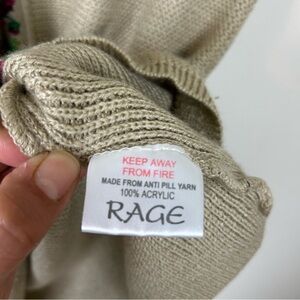 KEEP AWAY
FROM FIRE
MADE FROM ANTI PILL YARN
100% ACRYLIC
RAGE